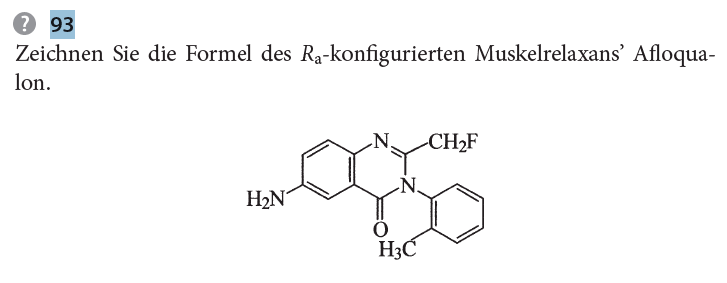 ? 93
Zeichnen Sie die Formel des Rₐ-konfigurierten Muskelrelaxans’ Afloqua-
lon.
N CH₂F
H₂N N
O
H₃C